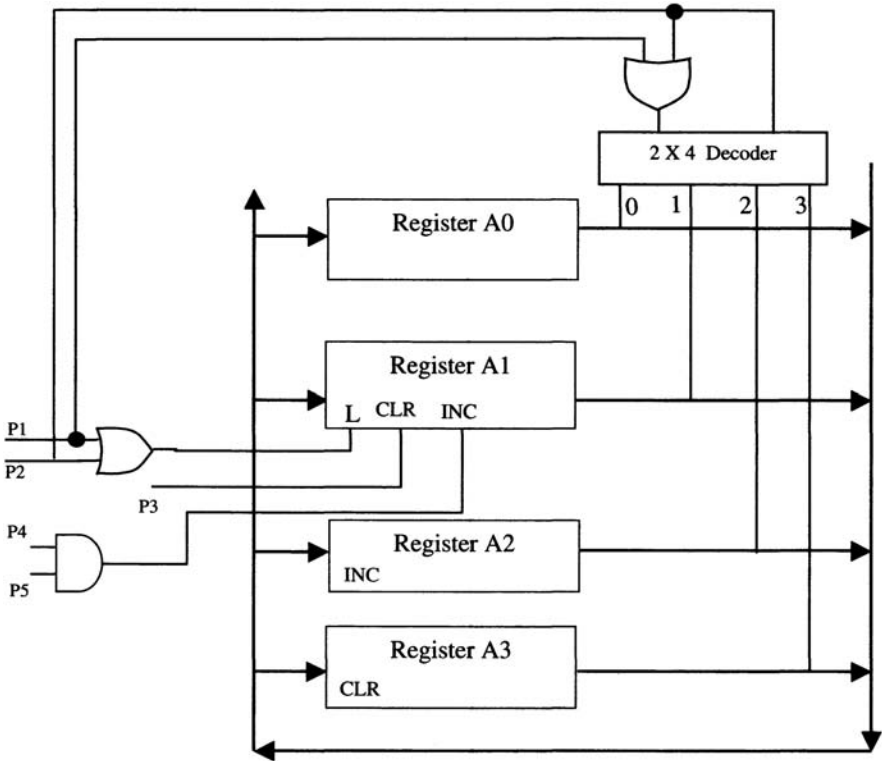 2 X 4 Decoder
0 1 2 3
Register A0
Register A1
L CLR INC
P1
P2
P3
P4
P5
Register A2
INC
Register A3
CLR